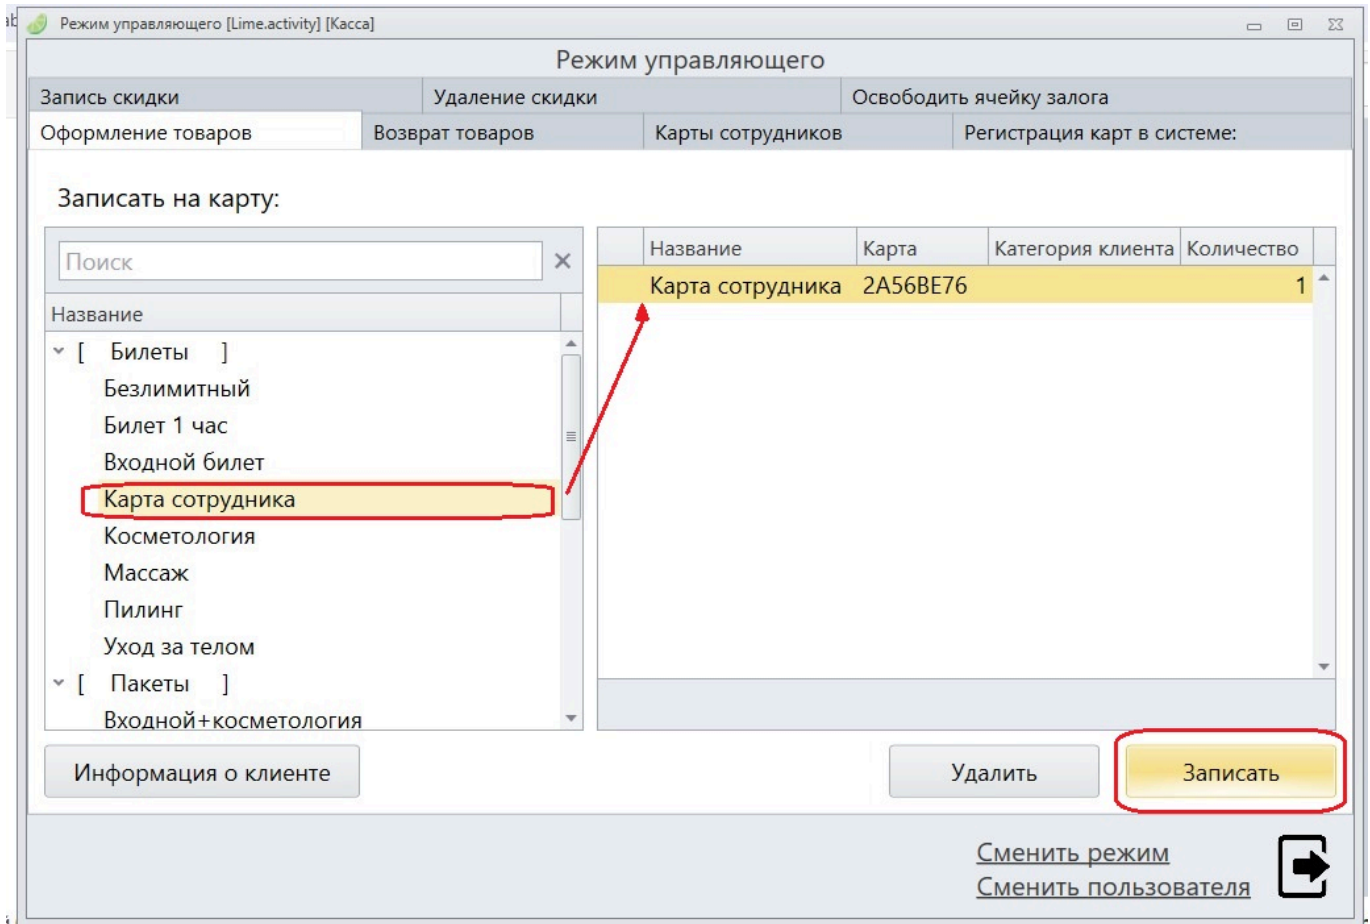 Режим управляющего [Lime.activity] [Касса]
Режим управляющего
Запись скидки Удаление скидки Освободить ячейку залога
Оформление товаров Возврат товаров Карты сотрудников Регистрация карт в системе:
Записать на карту:
Поиск
Название
[ Билеты ]
Безлимитный
Билет 1 час
Входной билет
Карта сотрудника
Косметология
Массаж
Пилинг
Уход за телом
[ Пакеты ]
Входной+косметология
Название Карта Категория клиента Количество
Карта сотрудника 2A56BE76 1
Информация о клиенте Удалить Записать
Сменить режим
Сменить пользователя